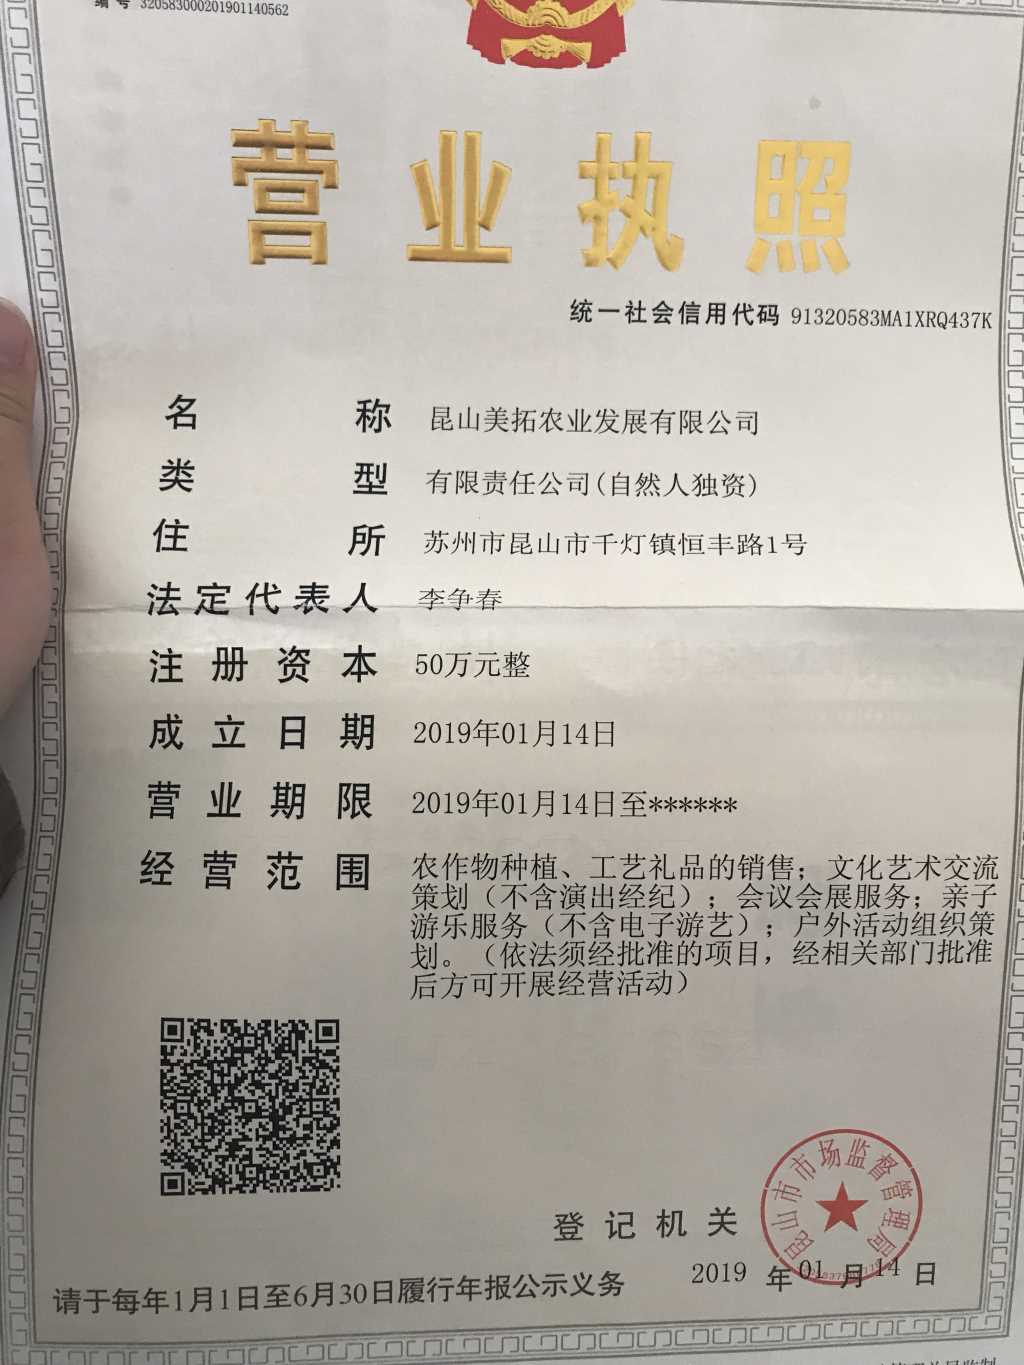 编号 320583000201901140562
营业执照
统一社会信用代码 91320583MA1XRQ437K
名称 昆山美拓农业发展有限公司
类型 有限责任公司(自然人独资)
住所 苏州市昆山市千灯镇恒丰路1号
法定代表人 李争春
注册资本 50万元整
成立日期 2019年01月14日
营业期限 2019年01月14日至******
经营范围 农作物种植、工艺礼品的销售；文化艺术交流
策划（不含演出经纪）；会议会展服务；亲子
游乐服务（不含电子游艺）；户外活动组织策
划。（依法须经批准的项目，经相关部门批准
后方可开展经营活动）
昆山市市场监督管理局
登记机关
2019 年 01 月 14 日
请于每年1月1日至6月30日履行年报公示义务